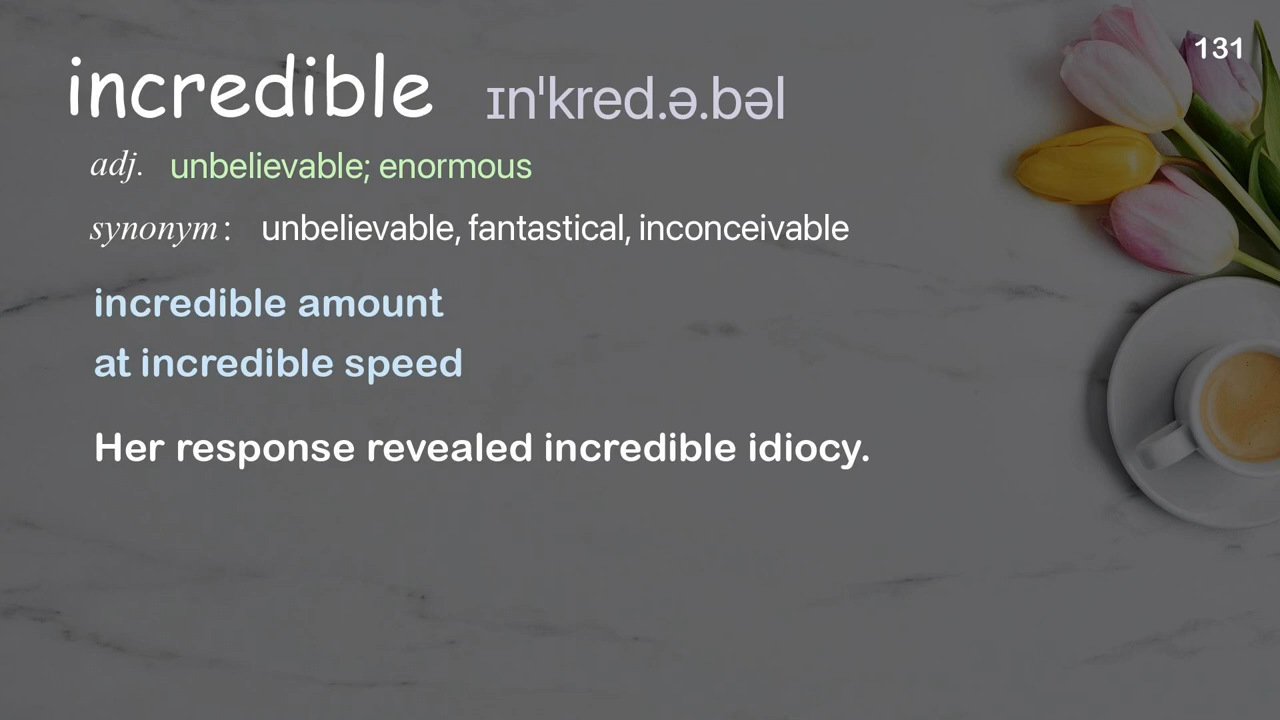 131
incredible ɪnˈkred.ə.bəl
adj. unbelievable; enormous
synonym: unbelievable, fantastical, inconceivable
incredible amount
at incredible speed
Her response revealed incredible idiocy.